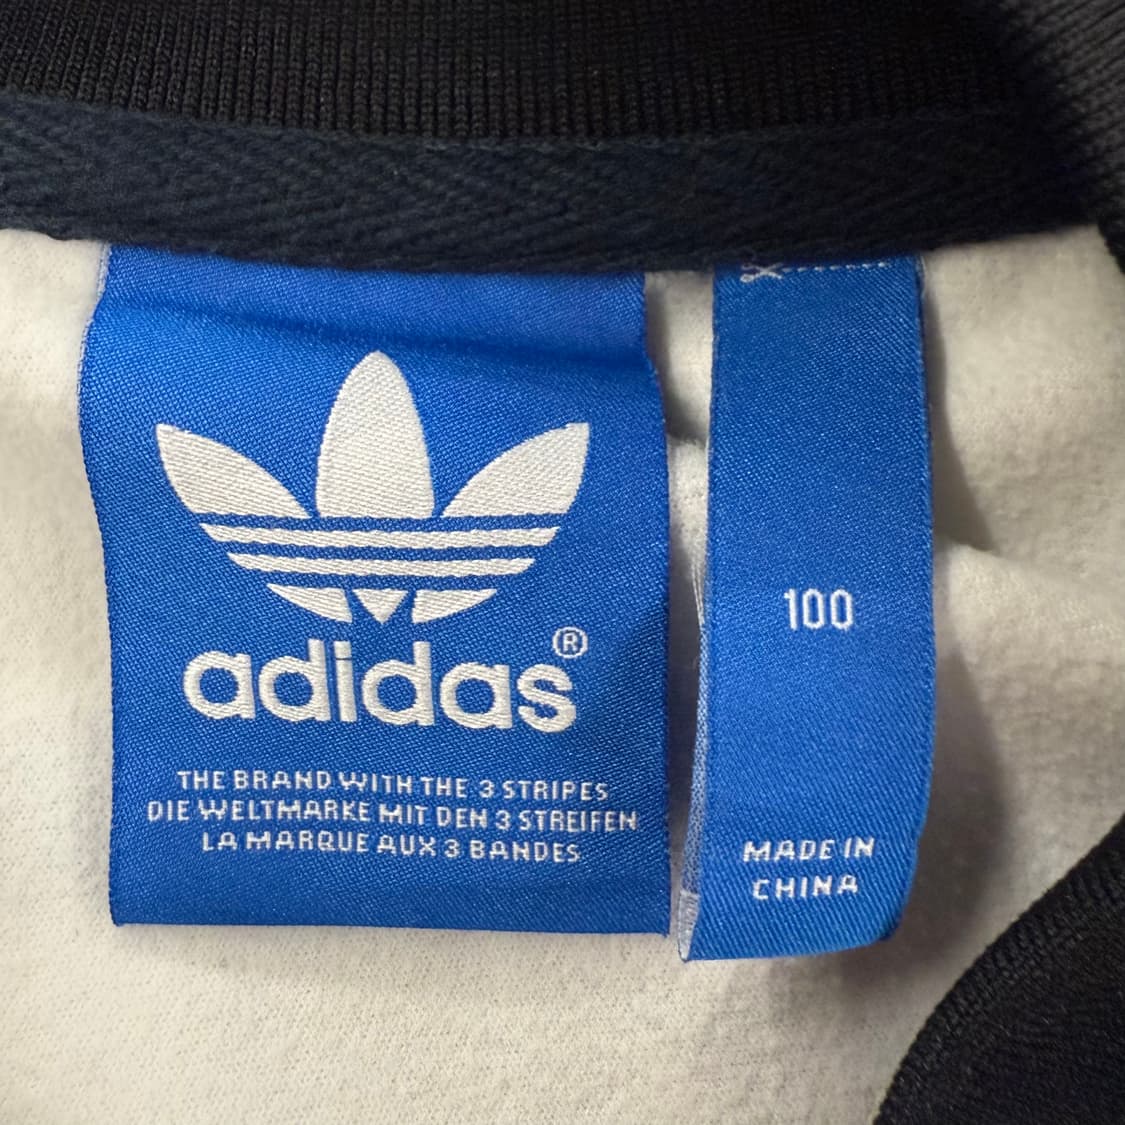 adidas®
THE BRAND WITH THE 3 STRIPES
DIE WELTMARKE MIT DEN 3 STREIFEN
LA MARQUE AUX 3 BANDES
100
MADE IN
CHINA